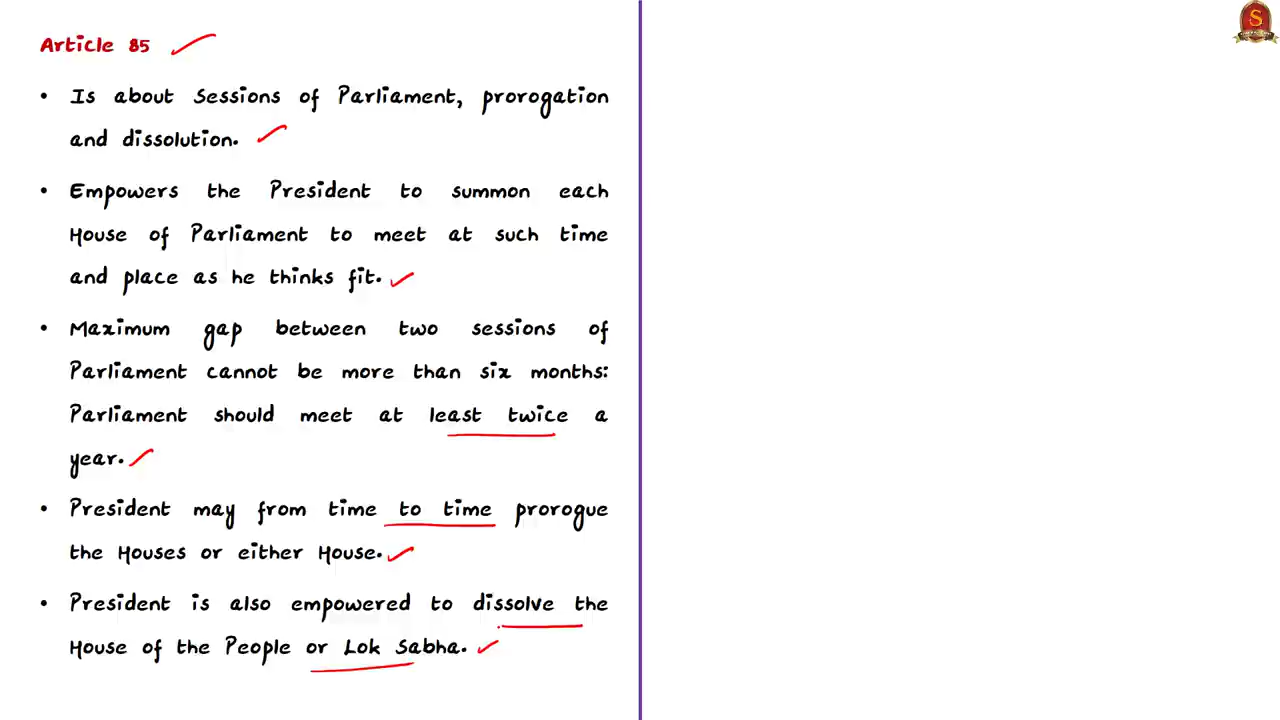 Article 85
• Is about Sessions of Parliament, prorogation
and dissolution.
• Empowers the President to summon each
House of Parliament to meet at such time
and place as he thinks fit.
• Maximum gap between two sessions of
Parliament cannot be more than six months:
Parliament should meet at least twice a
year.
• President may from time to time prorogue
the Houses or either House.
• President is also empowered to dissolve the
House of the People or Lok Sabha.
S